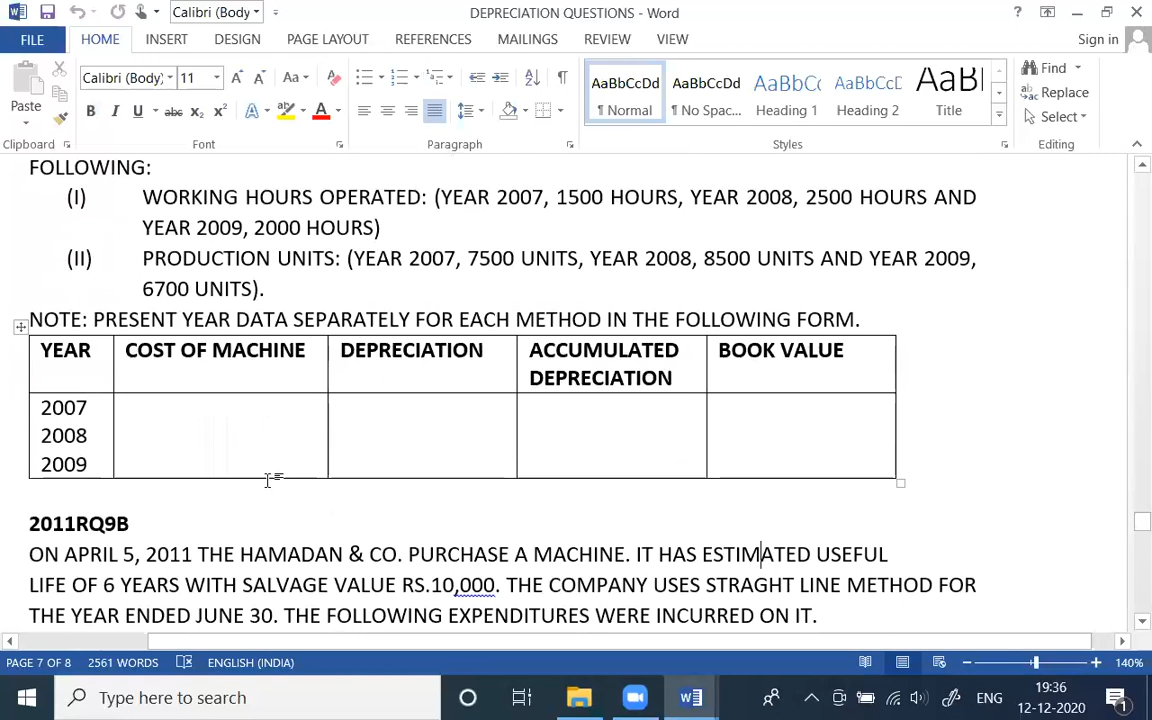 DEPRECIATION QUESTIONS - Word
Calibri (Body
? 
FILE HOME INSERT DESIGN PAGE LAYOUT REFERENCES MAILINGS REVIEW VIEW Sign in
Paste
Calibri (Body) 11
AaBbCcDd AaBbCcDd AaBbCc AaBbCcD AaBl
¶ Normal ¶ No Spac... Heading 1 Heading 2 Title
Find
Replace
Select
Clipboard Font Paragraph Styles Editing
FOLLOWING:
(I) WORKING HOURS OPERATED: (YEAR 2007, 1500 HOURS, YEAR 2008, 2500 HOURS AND
YEAR 2009, 2000 HOURS)
(II) PRODUCTION UNITS: (YEAR 2007, 7500 UNITS, YEAR 2008, 8500 UNITS AND YEAR 2009,
6700 UNITS).
NOTE: PRESENT YEAR DATA SEPARATELY FOR EACH METHOD IN THE FOLLOWING FORM.
YEAR COST OF MACHINE DEPRECIATION ACCUMULATED BOOK VALUE
DEPRECIATION
2007
2008
2009
2011RQ9B
ON APRIL 5, 2011 THE HAMADAN & CO. PURCHASE A MACHINE. IT HAS ESTIMATED USEFUL
LIFE OF 6 YEARS WITH SALVAGE VALUE RS.10,000. THE COMPANY USES STRAGHT LINE METHOD FOR
THE YEAR ENDED JUNE 30. THE FOLLOWING EXPENDITURES WERE INCURRED ON IT.
PAGE 7 OF 8 2561 WORDS ENGLISH (INDIA) 140%
Type here to search
ENG
19:36
12-12-2020
1